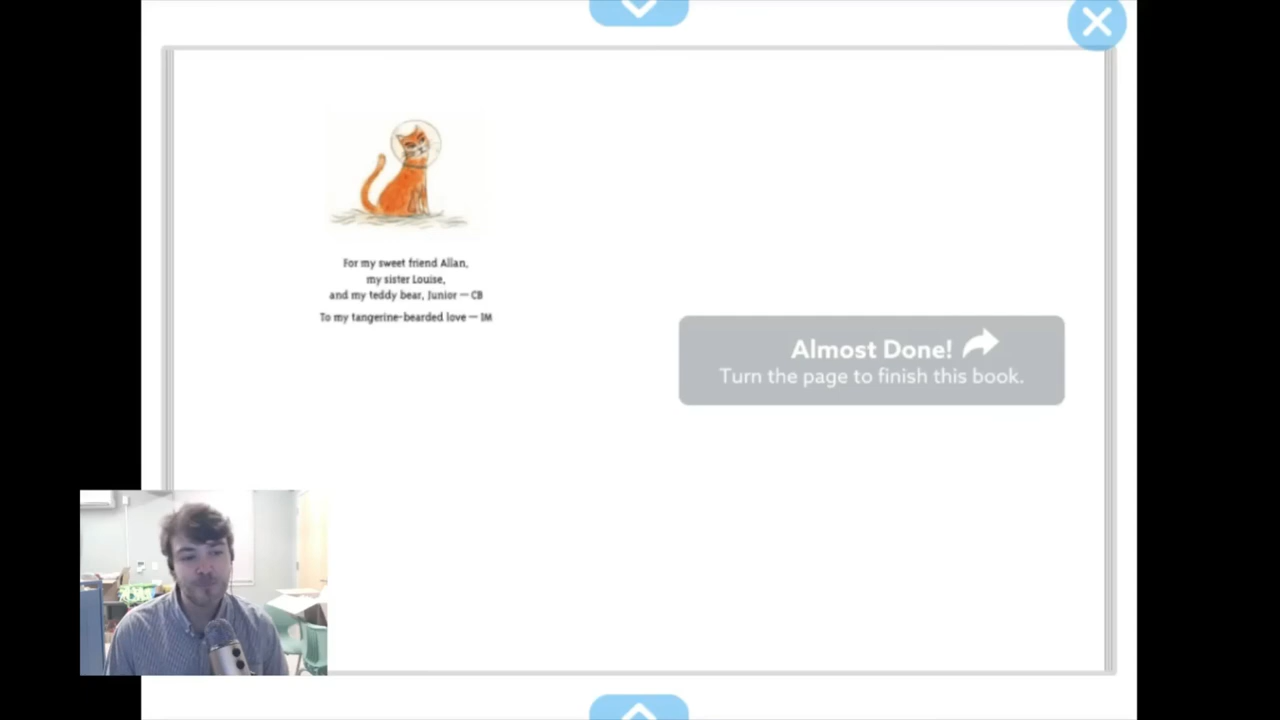 For my sweet friend Allan,
my sister Louise,
and my teddy bear, Junior — CB
To my tangerine-bearded love — IM
Almost Done!
Turn the page to finish this book.